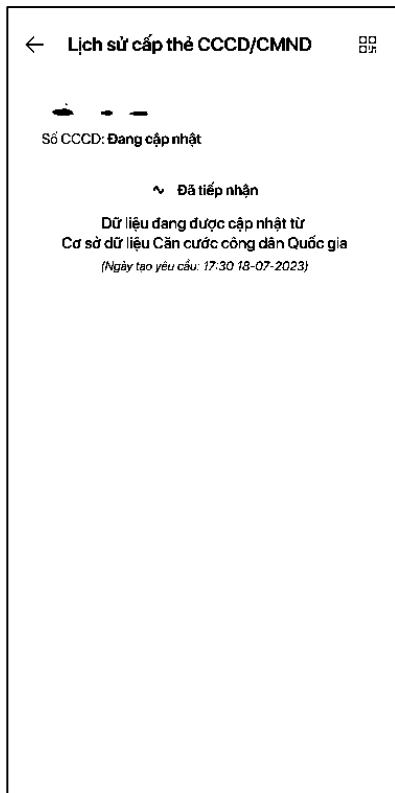 Lịch sử cấp thẻ CCCD/CMND
Số CCCD: Đang cập nhật
Đã tiếp nhận
Dữ liệu đang được cập nhật từ
Cơ sở dữ liệu Căn cước công dân Quốc gia
(Ngày tạo yêu cầu: 17:30 18-07-2023)